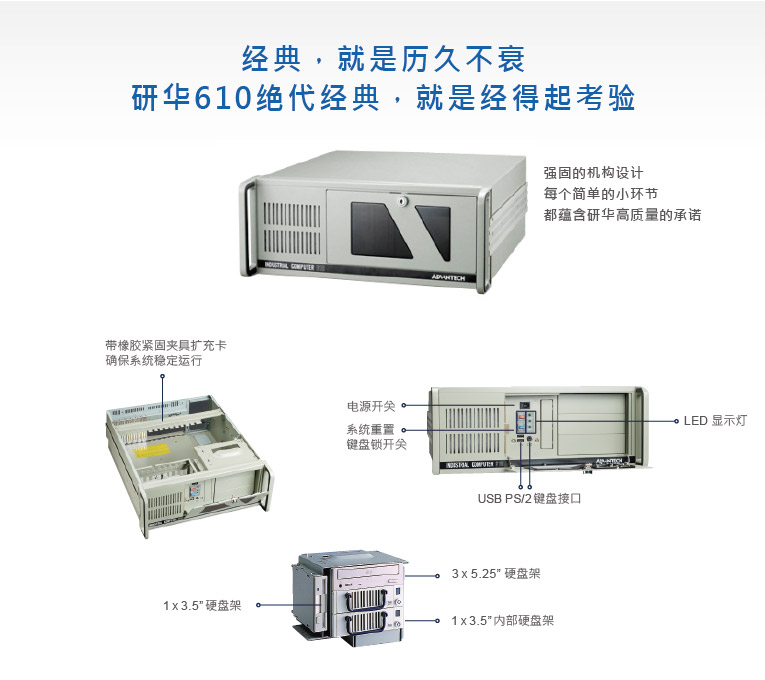 经典，就是历久不衰
研华610绝代经典，就是经得起考验
强固的机构设计
每个简单的小环节
都蕴含研华高质量的承诺
INDUSTRIAL COMPUTER 610
ADVANTECH
带橡胶紧固夹具扩充卡
确保系统稳定运行
电源开关
系统重置
键盘锁开关
LED 显示灯
INDUSTRIAL COMPUTER 610
ADVANTECH
USB PS/2 键盘接口
3 x 5.25” 硬盘架
1 x 3.5” 硬盘架
1 x 3.5” 内部硬盘架